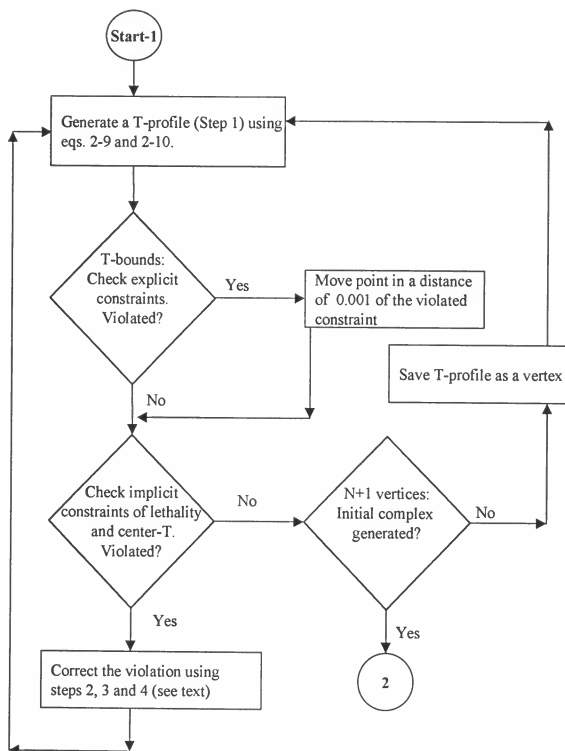 Start-1
Generate a T-profile (Step 1) using
eqs. 2-9 and 2-10.
T-bounds:
Check explicit
constraints.
Violated?
Yes
Move point in a distance
of 0.001 of the violated
constraint
No
Save T-profile as a vertex
Check implicit
constraints of lethality
and center-T.
Violated?
No
N+1 vertices:
Initial complex
generated?
No
Yes
Yes
Correct the violation using
steps 2, 3 and 4 (see text)
2